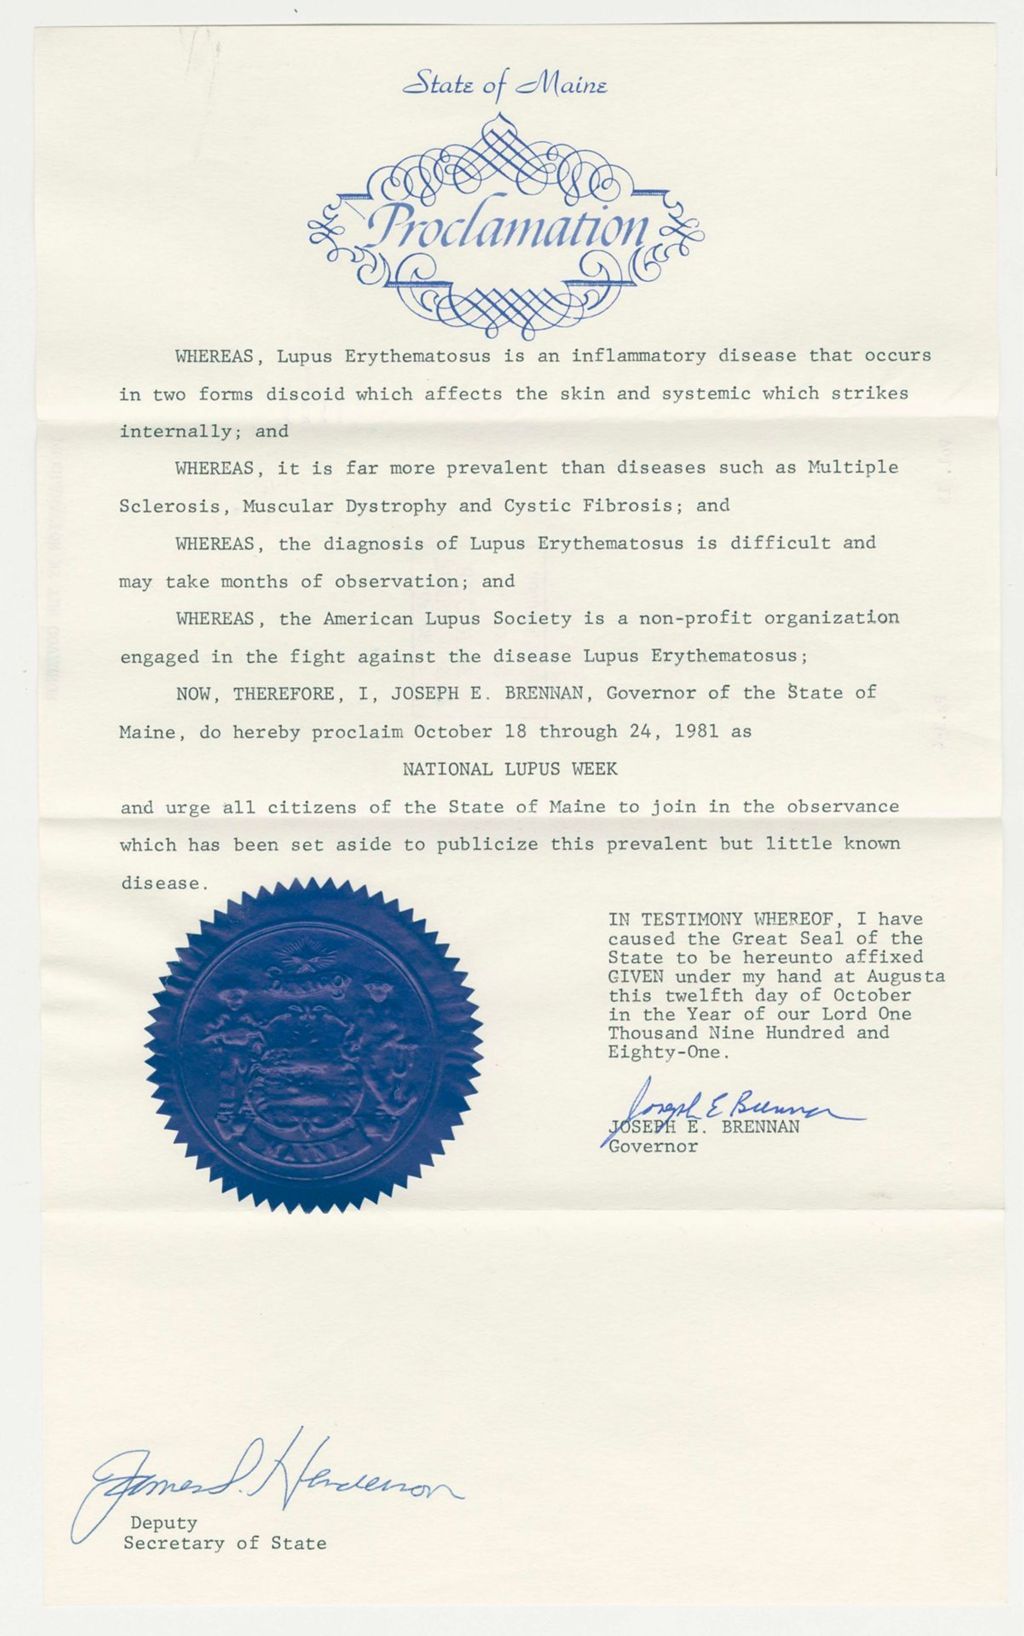 State of Maine
Proclamation
WHEREAS, Lupus Erythematosus is an inflammatory disease that occurs
in two forms discoid which affects the skin and systemic which strikes
internally; and
WHEREAS, it is far more prevalent than diseases such as Multiple
Sclerosis, Muscular Dystrophy and Cystic Fibrosis; and
WHEREAS, the diagnosis of Lupus Erythematosus is difficult and
may take months of observation; and
WHEREAS, the American Lupus Society is a non-profit organization
engaged in the fight against the disease Lupus Erythematosus;
NOW, THEREFORE, I, JOSEPH E. BRENNAN, Governor of the State of
Maine, do hereby proclaim October 18 through 24, 1981 as
NATIONAL LUPUS WEEK
and urge all citizens of the State of Maine to join in the observance
which has been set aside to publicize this prevalent but little known
disease.
IN TESTIMONY WHEREOF, I have
caused the Great Seal of the
State to be hereunto affixed
GIVEN under my hand at Augusta
this twelfth day of October
in the Year of our Lord One
Thousand Nine Hundred and
Eighty-One.
Joseph E Brennan
JOSEPH E. BRENNAN
Governor
MAINE
James S. Henderson
Deputy
Secretary of State